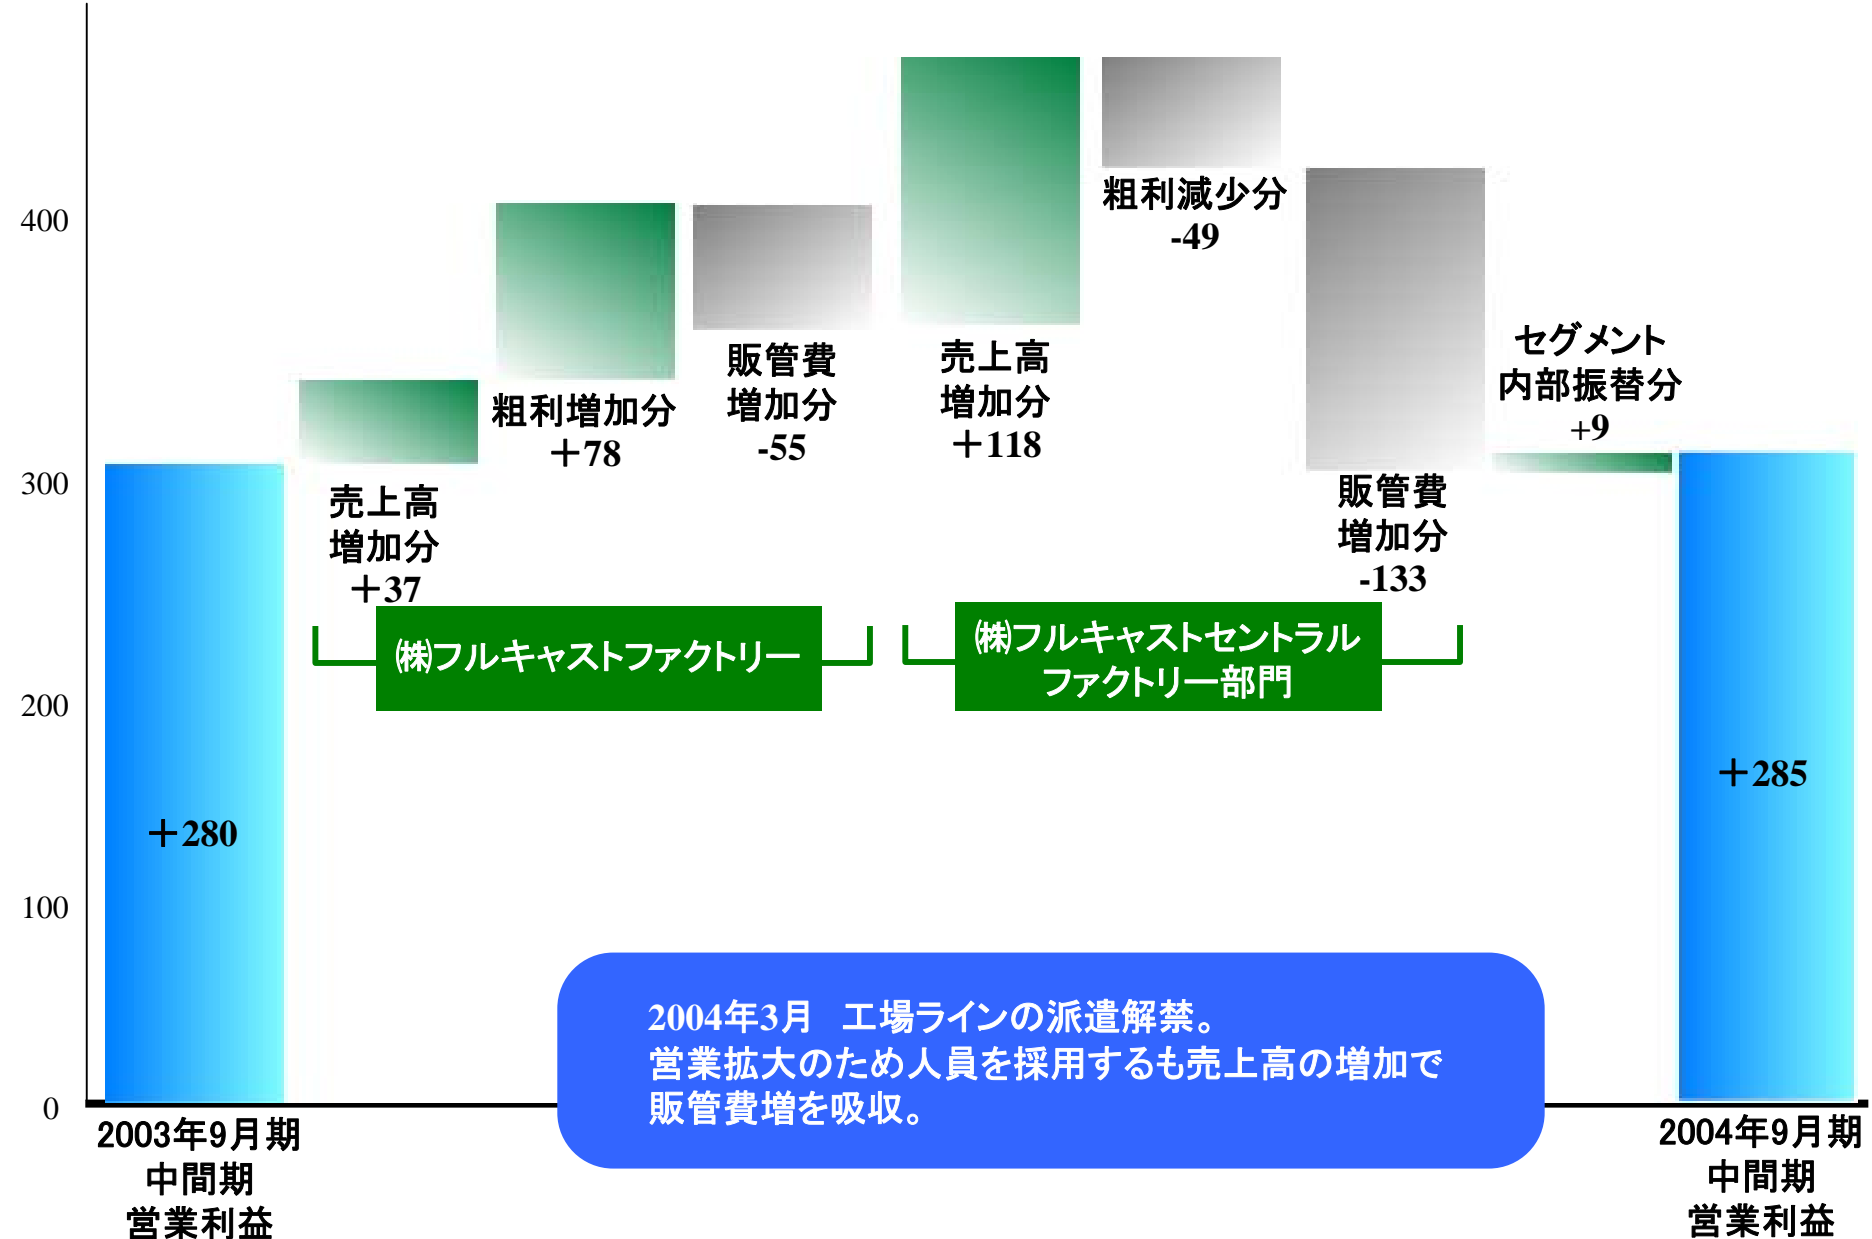 400
300
200
100
0
+280
2003年9月期
中間期
営業利益
売上高
増加分
+37
粗利増加分
+78
販管費
増加分
-55
売上高
増加分
+118
粗利減少分
-49
販管費
増加分
-133
セグメント
内部振替分
+9
㈱フルキャストファクトリー
㈱フルキャストセントラル
ファクトリー部門
+285
2004年9月期
中間期
営業利益
2004年3月　工場ラインの派遣解禁。
営業拡大のため人員を採用するも売上高の増加で
販管費増を吸収。